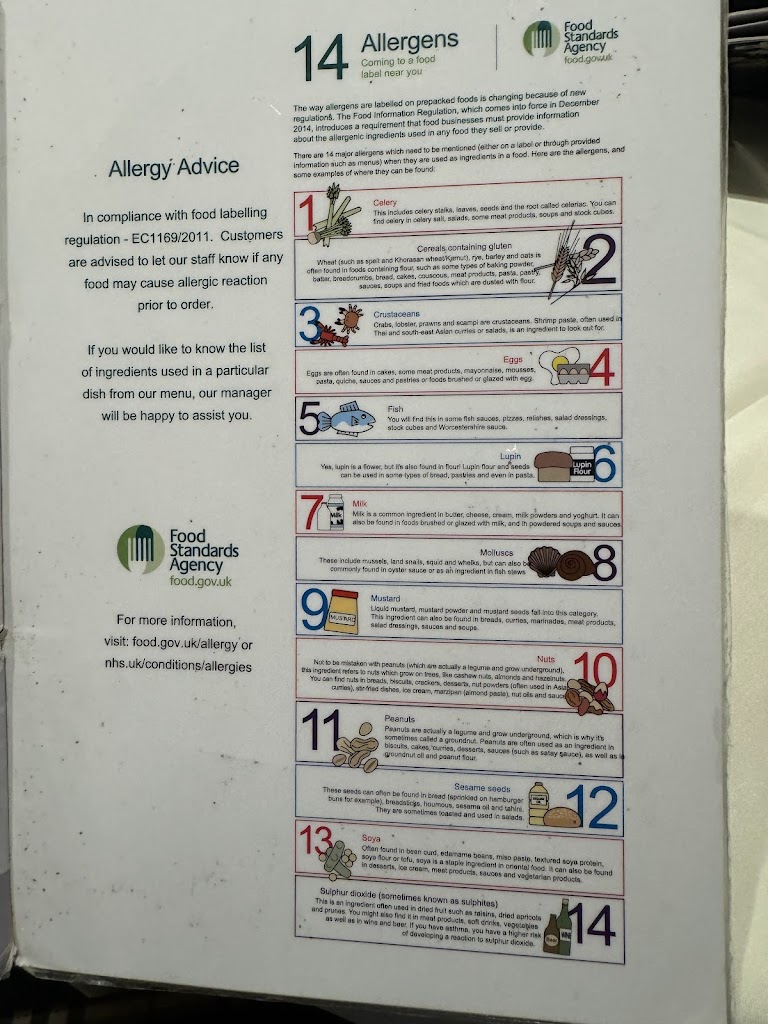 Allergy Advice
In compliance with food labelling
regulation - EC1169/2011. Customers
are advised to let our staff know if any
food may cause allergic reaction
prior to order.
If you would like to know the list
of ingredients used in a particular
dish from our menu, our manager
will be happy to assist you.
Food
Standards
Agency
food.gov.uk
For more information,
visit: food.gov.uk/allergy or
nhs.uk/conditions/allergies
14 Allergens
Coming to a food
label near you
Food
Standards
Agency
food.gov.uk
The way allergens are labelled on prepacked foods is changing because of new
regulations. The Food Information Regulation, which comes into force in December
2014, introduces a requirement that food businesses must provide information
about the allergenic ingredients used in any food they sell or provide.
There are 14 major allergens which need to be mentioned (either on a label or through provided
information such as menus) when they are used as ingredients in a food. Here are the allergens, and
some examples of where they can be found:
1
Celery
This includes celery stalks, leaves, seeds and the root called celeriac. You can
find celery in celery salt, salads, some meat products, soups and stock cubes.
2
Cereals containing gluten
Wheat (such as spelt and Khorasan wheat/Kamut), rye, barley and oats is
often found in foods containing flour, such as some types of baking powder,
batter, breadcrumbs, bread, cakes, couscous, meat products, pasta, pastry,
sauces, soups and fried foods which are dusted with flour.
3
Crustaceans
Crabs, lobster, prawns and scampi are crustaceans. Shrimp paste, often used in
Thai and south-east Asian curries or salads, is an ingredient to look out for.
4
Eggs
Eggs are often found in cakes, some meat products, mayonnaise, mousses,
pasta, quiche, sauces and pastries or foods brushed or glazed with egg.
5
Fish
You will find this in some fish sauces, pizzas, relishes, salad dressings,
stock cubes and Worcestershire sauce.
6
Lupin
Yes, lupin is a flower, but it's also found in flour! Lupin flour and seeds
can be used in some types of bread, pastries and even in pasta.
Lupin
Flour
7
Milk
Milk
Milk is a common ingredient in butter, cheese, cream, milk powders and yoghurt. It can
also be found in foods brushed or glazed with milk, and in powdered soups and sauces
8
Molluscs
These include mussels, land snails, squid and whelks, but can also be
commonly found in oyster sauce or as an ingredient in fish stews
9
MUSTARD
Mustard
Liquid mustard, mustard powder and mustard seeds fall into this category.
This ingredient can also be found in breads, curries, marinades, meat products,
salad dressings, sauces and soups.
10
Nuts
Not to be mistaken with peanuts (which are actually a legume and grow underground),
this ingredient refers to nuts which grow on trees, like cashew nuts, almonds and hazelnuts.
You can find nuts in breads, biscuits, crackers, desserts, nut powders (often used in Asia
curries), stir-fried dishes, ice cream, marzipan (almond paste), nut oils and sauc
11
Peanuts
Peanuts are actually a legume and grow underground, which is why it's
sometimes called a groundnut. Peanuts are often used as an ingredient in
biscuits, cakes, curries, desserts, sauces (such as satay sauce), as well as in
groundnut oil and peanut flour.
12
Sesame seeds
These seeds can often be found in bread (sprinkled on hamburger
buns for example), breadsticks, houmous, sesame oil and tahini.
They are sometimes toasted and used in salads.
13
Soya
Often found in bean curd, edamame beans, miso paste, textured soya protein,
soya flour or tofu, soya is a staple ingredient in oriental food. It can also be found
in desserts, ice cream, meat products, sauces and vegetarian products.
14
Sulphur dioxide (sometimes known as sulphites)
This is an ingredient often used in dried fruit such as raisins, dried apricots
and prunes. You might also find it in meat products, soft drinks, vegetables
as well as in wine and beer. If you have asthma, you have a higher risk
of developing a reaction to sulphur dioxide.
Beer
WINE